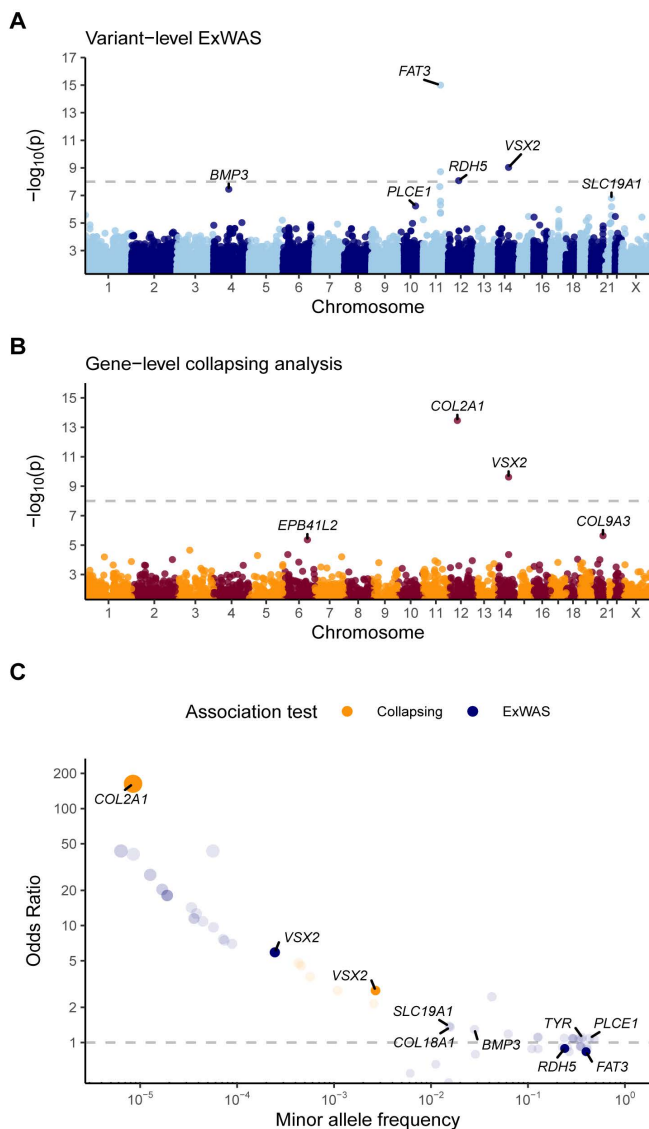 A
Variant−level ExWAS
17
15
13
11
9
7
5
3
−log10(p)
FAT3
VSX2
RDH5
BMP3
PLCE1
SLC19A1
1 2 3 4 5 6 7 8 9 10 11 12 13 14 16 18 21 X
Chromosome
B
Gene−level collapsing analysis
15
13
11
9
7
5
3
−log10(p)
COL2A1
VSX2
EPB41L2
COL9A3
1 2 3 4 5 6 7 8 9 10 11 12 13 14 16 18 21 X
Chromosome
C
Association test Collapsing ExWAS
200
100
50
20
10
5
2
1
Odds Ratio
COL2A1
VSX2
VSX2
SLC19A1
COL18A1
BMP3
TYR PLCE1
RDH5 FAT3
10−5 10−4 10−3 10−2 10−1 100
Minor allele frequency